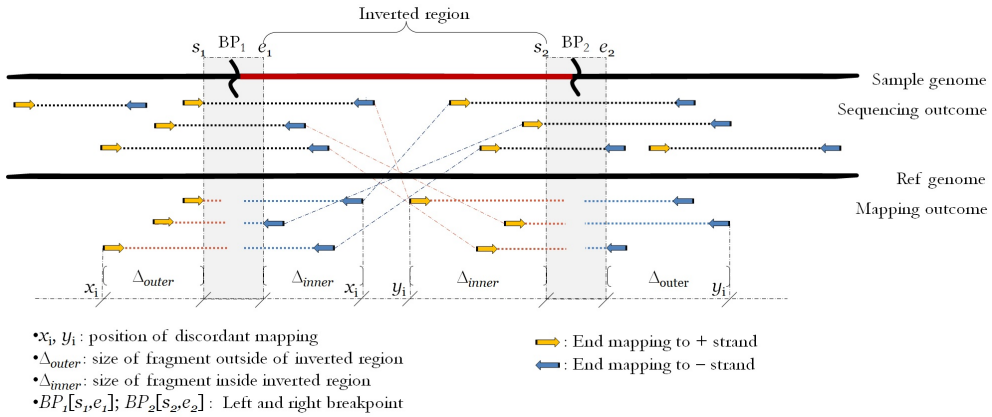 Inverted region
s1 BP1 e1 s2 BP2 e2
Sample genome
Sequencing outcome
Ref genome
Mapping outcome
Δouter Δinner Δinner Δouter
xi xi yi yi
•xi, yi : position of discordant mapping
•Δouter : size of fragment outside of inverted region
•Δinner : size of fragment inside inverted region
•BP1[s1,e1]; BP2[s2,e2] : Left and right breakpoint
: End mapping to + strand
: End mapping to − strand